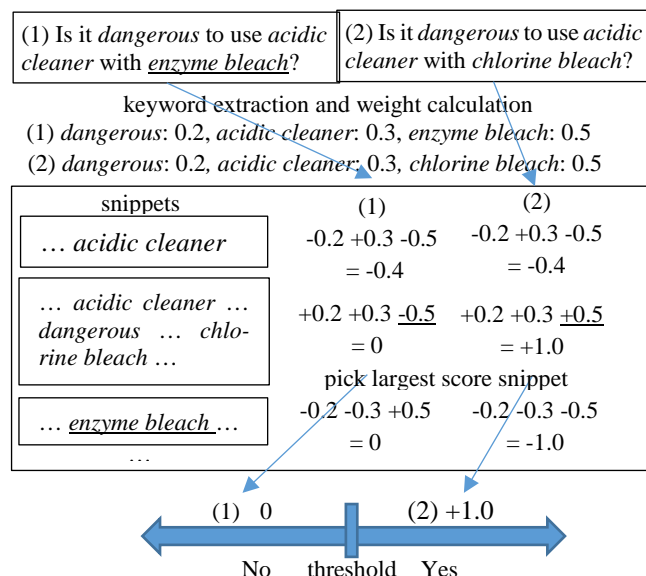 (1) Is it dangerous to use acidic
cleaner with enzyme bleach?
(2) Is it dangerous to use acidic
cleaner with chlorine bleach?
keyword extraction and weight calculation
(1) dangerous: 0.2, acidic cleaner: 0.3, enzyme bleach: 0.5
(2) dangerous: 0.2, acidic cleaner: 0.3, chlorine bleach: 0.5
snippets (1) (2)
… acidic cleaner
-0.2 +0.3 -0.5 -0.2 +0.3 -0.5
= -0.4 = -0.4
… acidic cleaner …
dangerous … chlo-
rine bleach …
+0.2 +0.3 -0.5 +0.2 +0.3 +0.5
= 0 = +1.0
pick largest score snippet
… enzyme bleach …
-0.2 -0.3 +0.5 -0.2 -0.3 -0.5
= 0 = -1.0
…
(1) 0 (2) +1.0
No threshold Yes